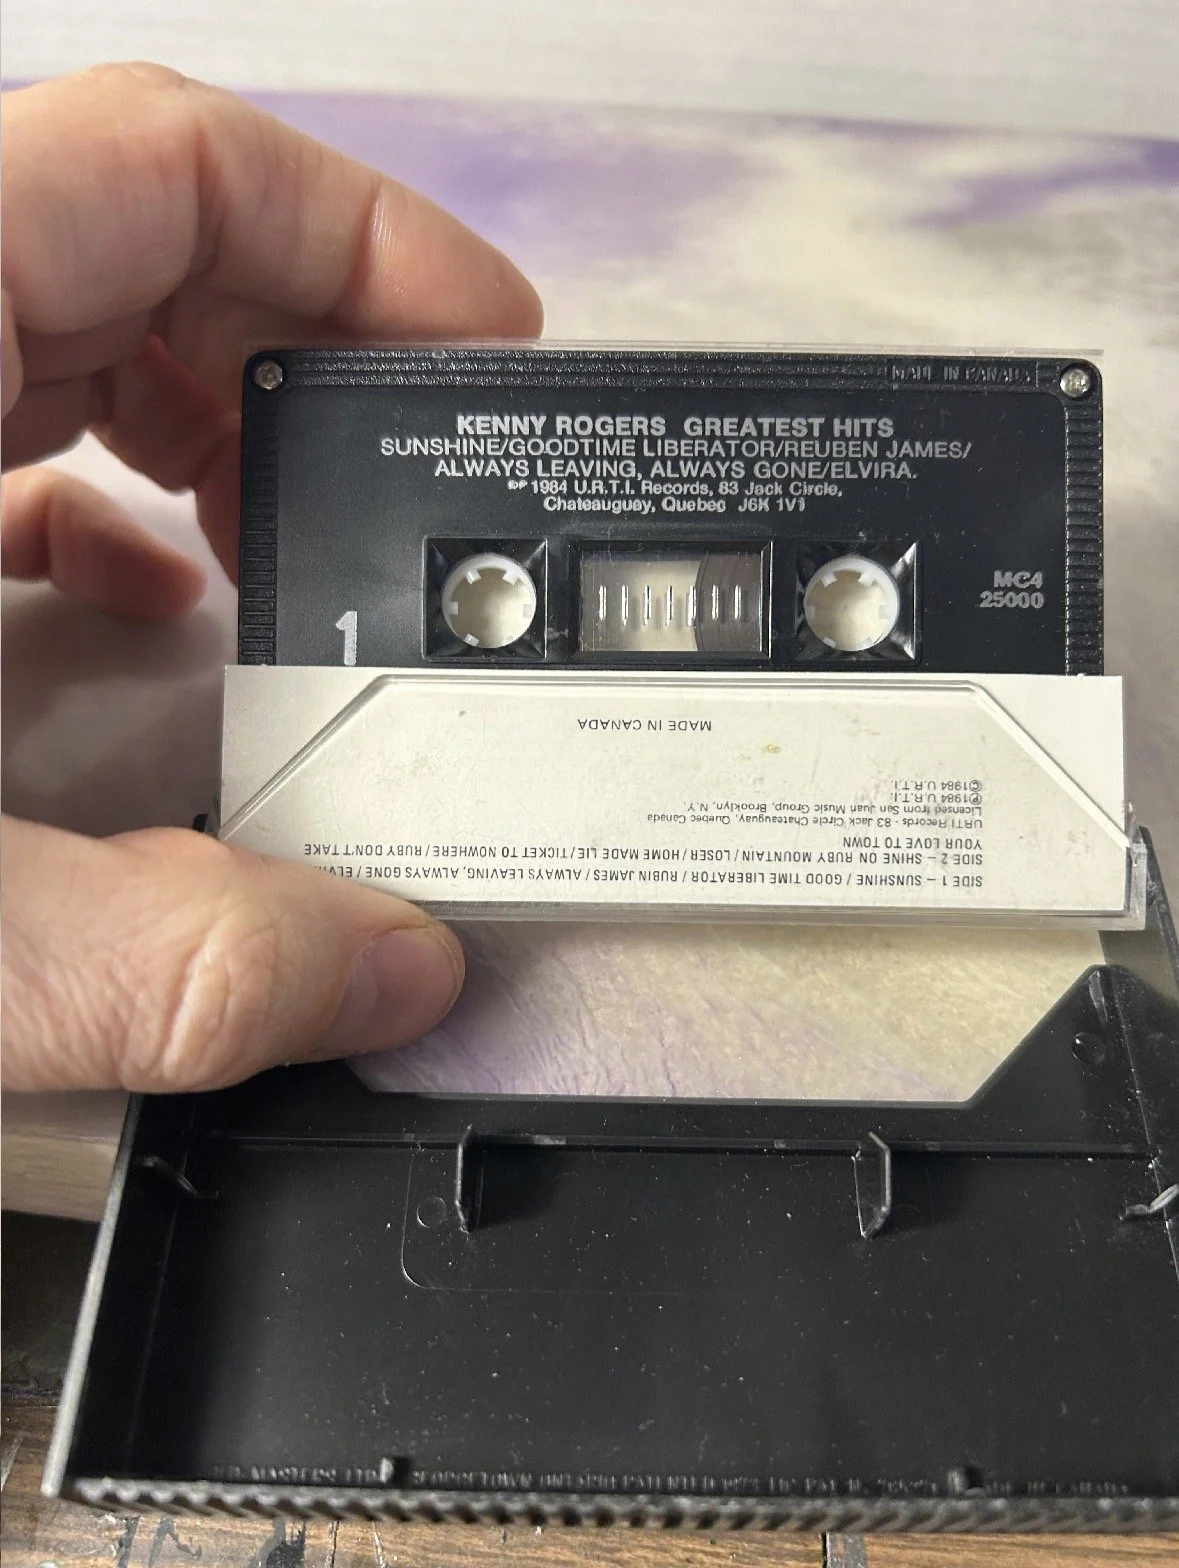 MADE IN CANADA
KENNY ROGERS GREATEST HITS
SUNSHINE/GOODTIME LIBERATOR/REUBEN JAMES/
ALWAYS LEAVING, ALWAYS GONE/ELVIRA.
©℗ 1984 U.R.T.I. Records, 83 Jack Circle,
Chateauguay, Quebec J6K 1V1
MC4
25000
1
SIDE 1 – SUNSHINE / GOOD TIME LIBERATOR / RUBIN JAMES / ALWAYS LEAVING, ALWAYS GONE /
SIDE 2 – SHINE ON RUBY MOUNTAIN / LOSER / HOME MADE LIE / TICKET TO NOWHERE / RUBY DON'T TAKE
YOUR LOVE TO TOWN
URTI Records - 83 Jack Circle Chateauguay, Quebec Canada
Licensed from San Juan Music Group, Brooklyn, N.Y.
℗1984 U.R.T.I.
©1984 U.R.T.I.
MADE IN CANADA